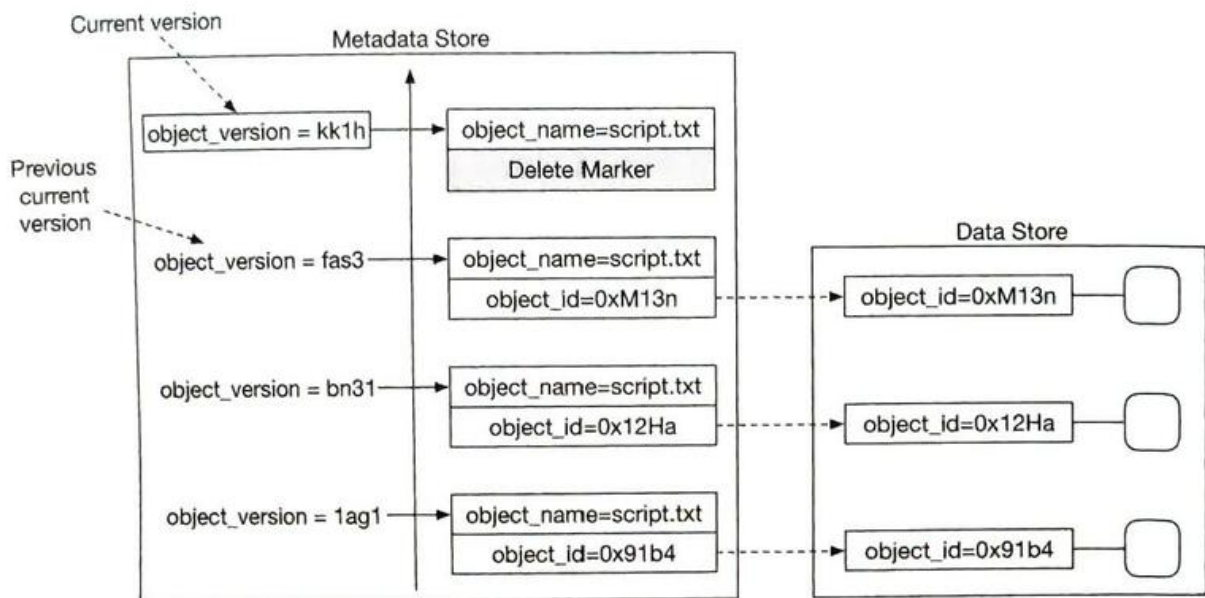 Current version
Metadata Store
object_version = kk1h
object_name=script.txt
Delete Marker
Previous
current
version
object_version = fas3
object_name=script.txt
object_id=0xM13n
Data Store
object_id=0xM13n
object_version = bn31
object_name=script.txt
object_id=0x12Ha
object_id=0x12Ha
object_version = 1ag1
object_name=script.txt
object_id=0x91b4
object_id=0x91b4